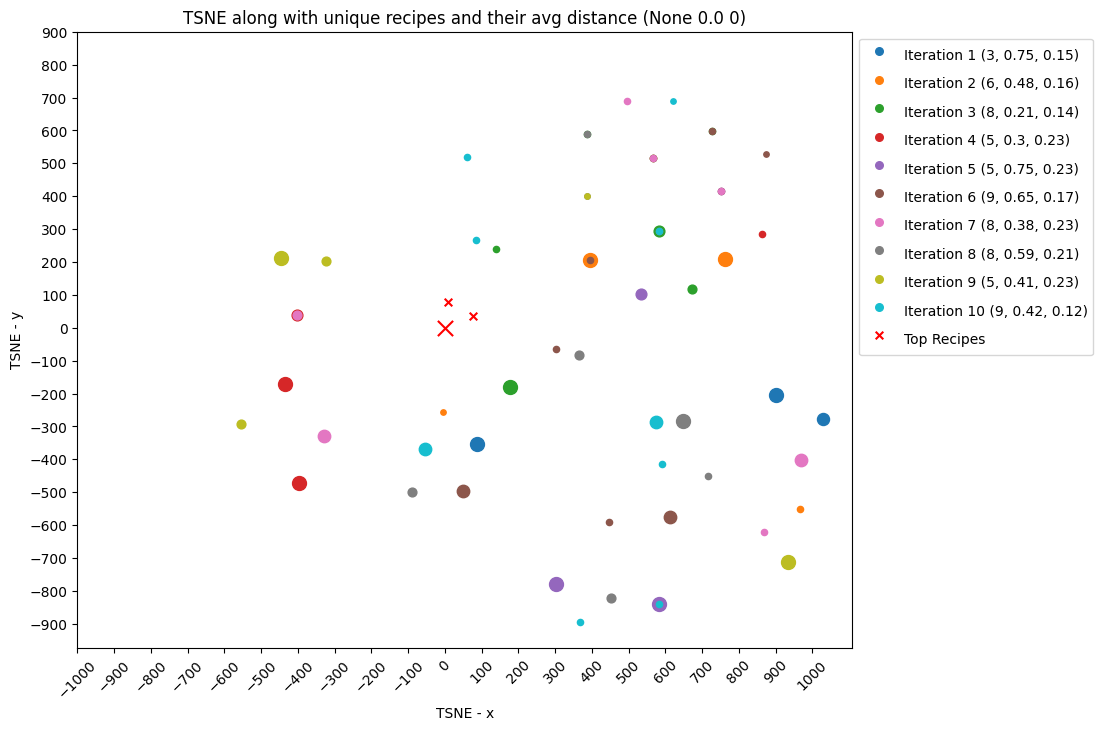 TSNE along with unique recipes and their avg distance (None 0.0 0)
900
800
700
600
500
400
300
200
100
0
−100
−200
−300
−400
−500
−600
−700
−800
−900
TSNE - y
−1000
−900
−800
−700
−600
−500
−400
−300
−200
−100
0
100
200
300
400
500
600
700
800
900
1000
TSNE - x
Iteration 1 (3, 0.75, 0.15)
Iteration 2 (6, 0.48, 0.16)
Iteration 3 (8, 0.21, 0.14)
Iteration 4 (5, 0.3, 0.23)
Iteration 5 (5, 0.75, 0.23)
Iteration 6 (9, 0.65, 0.17)
Iteration 7 (8, 0.38, 0.23)
Iteration 8 (8, 0.59, 0.21)
Iteration 9 (5, 0.41, 0.23)
Iteration 10 (9, 0.42, 0.12)
Top Recipes